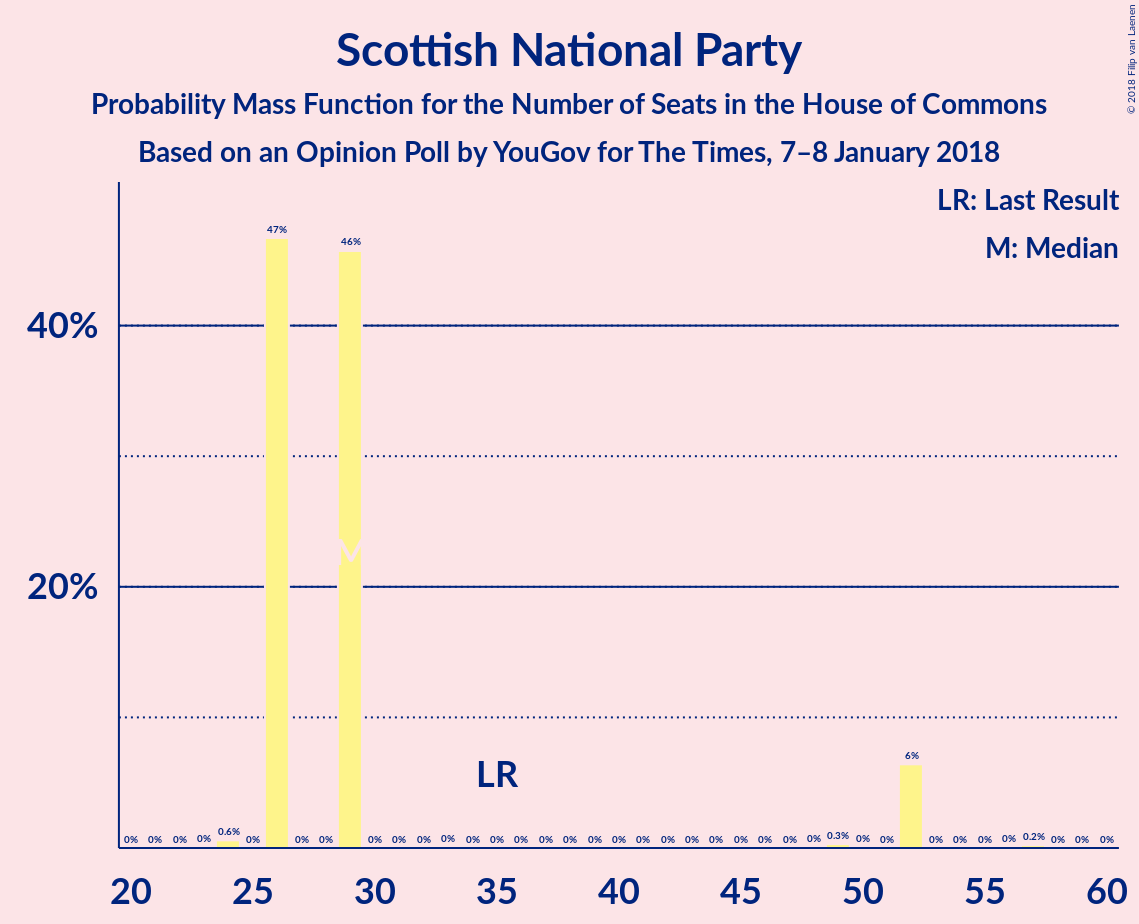 Scottish National Party
Probability Mass Function for the Number of Seats in the House of Commons
Based on an Opinion Poll by YouGov for The Times, 7–8 January 2018
© 2018 Filip van Laenen
LR: Last Result
M: Median
47%
46%
40%
20%
M
LR
6%
0% 0% 0% 0% 0.6% 0% 0% 0% 0% 0% 0% 0% 0% 0% 0% 0% 0% 0% 0% 0% 0% 0% 0% 0% 0% 0% 0.3% 0% 0% 0% 0% 0% 0% 0.2% 0% 0% 0%
20 25 30 35 40 45 50 55 60